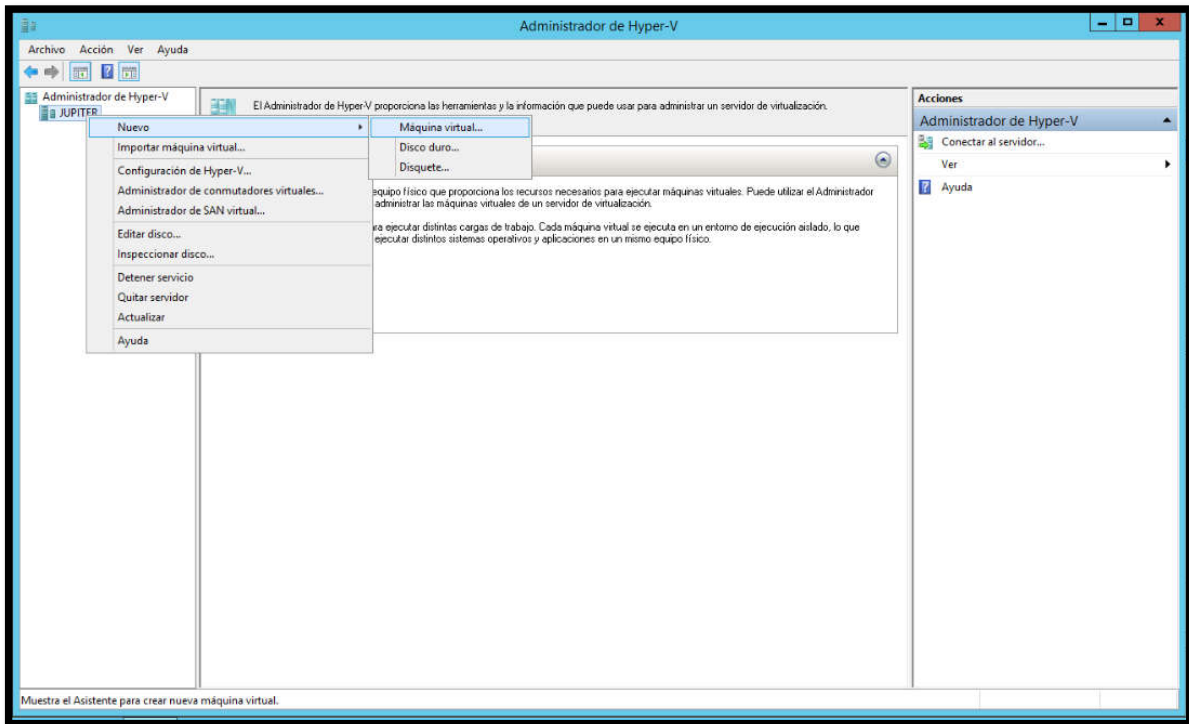 Administrador de Hyper-V
Archivo Acción Ver Ayuda
Administrador de Hyper-V
JUPITER
El Administrador de Hyper-V proporciona las herramientas y la información que puede usar para administrar un servidor de virtualización.
Nuevo
Importar máquina virtual...
Configuración de Hyper-V...
Administrador de conmutadores virtuales...
Administrador de SAN virtual...
Editar disco...
Inspeccionar disco...
Detener servicio
Quitar servidor
Actualizar
Ayuda
Máquina virtual...
Disco duro...
Disquete...
equipo físico que proporciona los recursos necesarios para ejecutar máquinas virtuales. Puede utilizar el Administrador
administrar las máquinas virtuales de un servidor de virtualización.
ejecutar distintas cargas de trabajo. Cada máquina virtual se ejecuta en un entorno de ejecución aislado, lo que
ejecutar distintos sistemas operativos y aplicaciones en un mismo equipo físico.
Acciones
Administrador de Hyper-V
Conectar al servidor...
Ver
Ayuda
Muestra el Asistente para crear nueva máquina virtual.